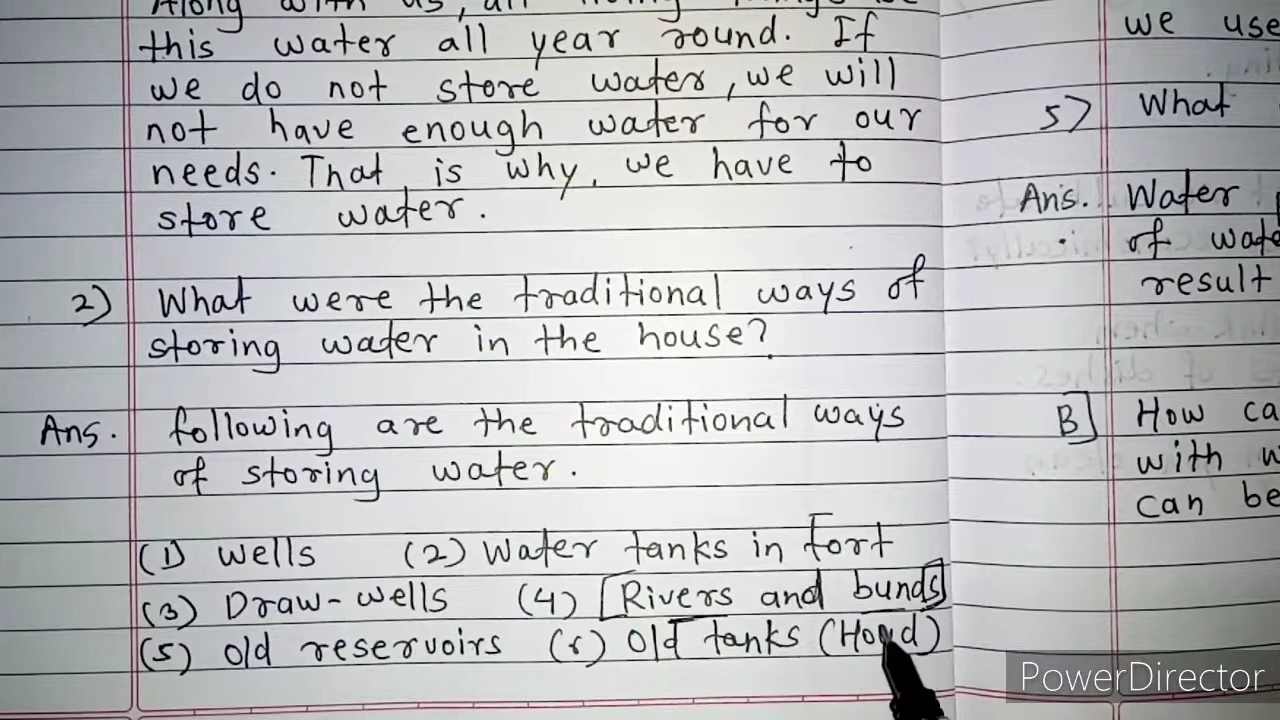 this water all year round. If
we do not store water, we will
not have enough water for our
needs. That is why, we have to
store water.
2) What were the traditional ways of
storing water in the house?
Ans. following are the traditional ways
of storing water.
(1) wells (2) Water tanks in Fort
(3) Draw-wells (4) [Rivers and bunds]
(5) Old reservoirs (6) Old tanks
we use
5) What
Ans. Water
of wate
result
B] How ca
with w
can be
PowerDirector